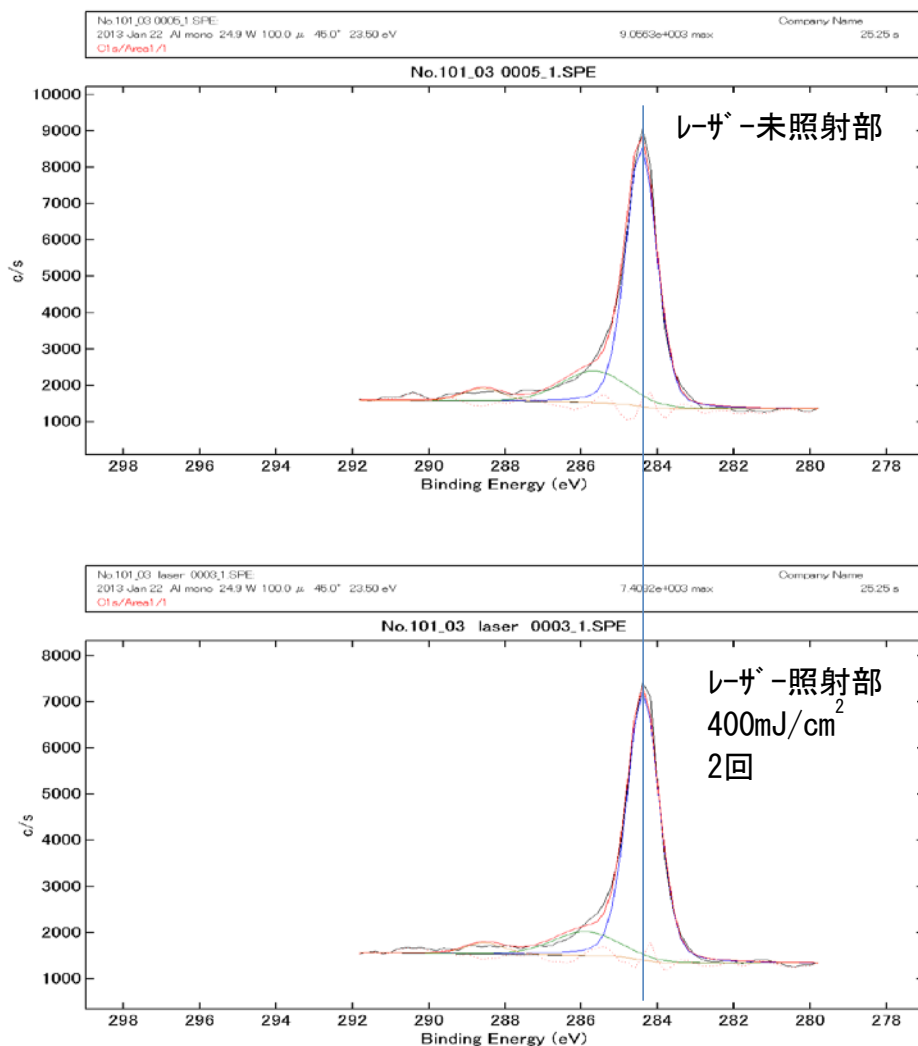 No.101_03 0005_1.SPE: Company Name
2013 Jan 22 Al mono 24.9 W 100.0 μ 45.0° 23.50 eV 9.0563e+003 max 25.25 s
C1s/Area1/1
No.101_03 0005_1.SPE
レーザー未照射部
10000
9000
8000
7000
6000
5000
4000
3000
2000
1000
c/s
298 296 294 292 290 288 286 284 282 280 278
Binding Energy (eV)
No.101_03 laser 0003_1.SPE: Company Name
2013 Jan 22 Al mono 24.9 W 100.0 μ 45.0° 23.50 eV 7.4092e+003 max 25.25 s
C1s/Area1/1
No.101_03 laser 0003_1.SPE
レーザー照射部
400mJ/cm²
2回
8000
7000
6000
5000
4000
3000
2000
1000
c/s
298 296 294 292 290 288 286 284 282 280 278
Binding Energy (eV)